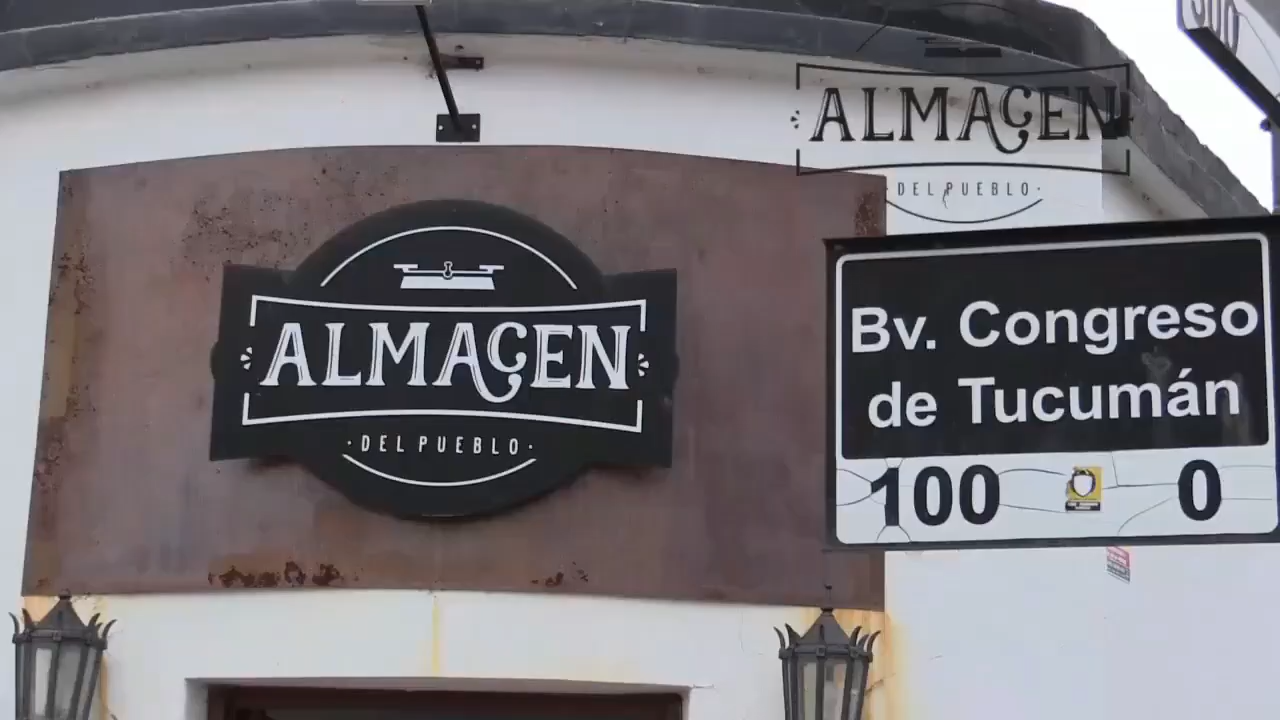 ALMACEN
DEL PUEBLO
ALMACEN
· DEL PUEBLO ·
Bv. Congreso
de Tucumán
100 0